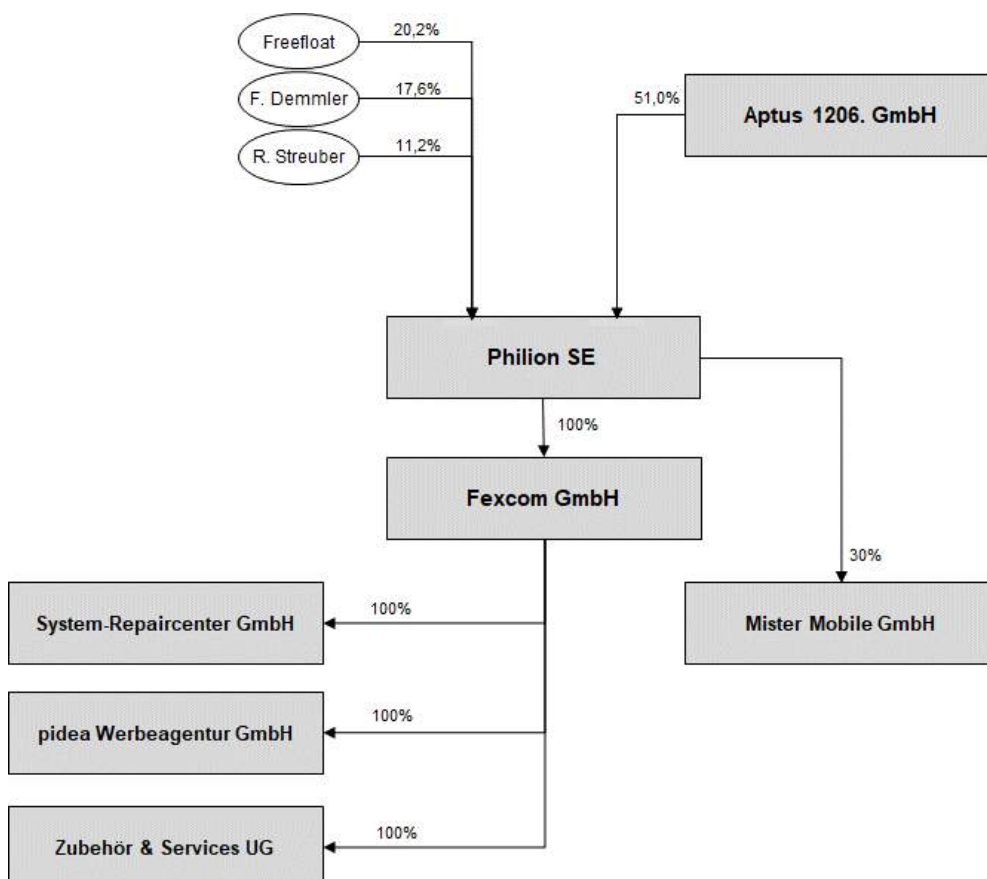 Freefloat
20,2%
F. Demmler
17,6%
R. Streuber
11,2%
51,0%
Aptus 1206. GmbH
Philion SE
100%
Fexcom GmbH
30%
Mister Mobile GmbH
System-Repaircenter GmbH
100%
pidea Werbeagentur GmbH
100%
Zubehör & Services UG
100%